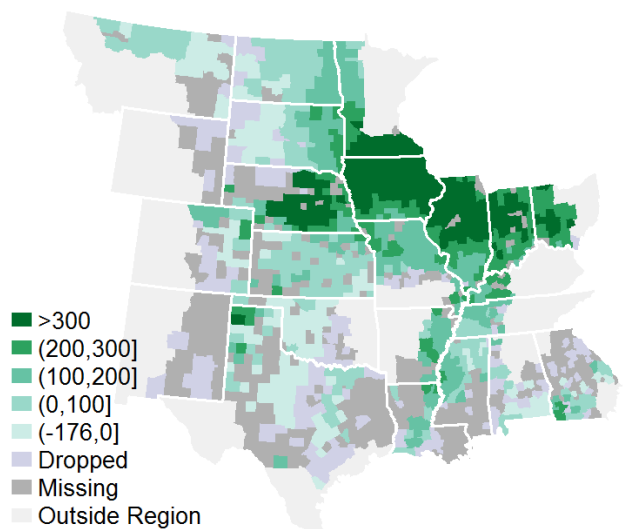 >300
(200,300]
(100,200]
(0,100]
(-176,0]
Dropped
Missing
Outside Region